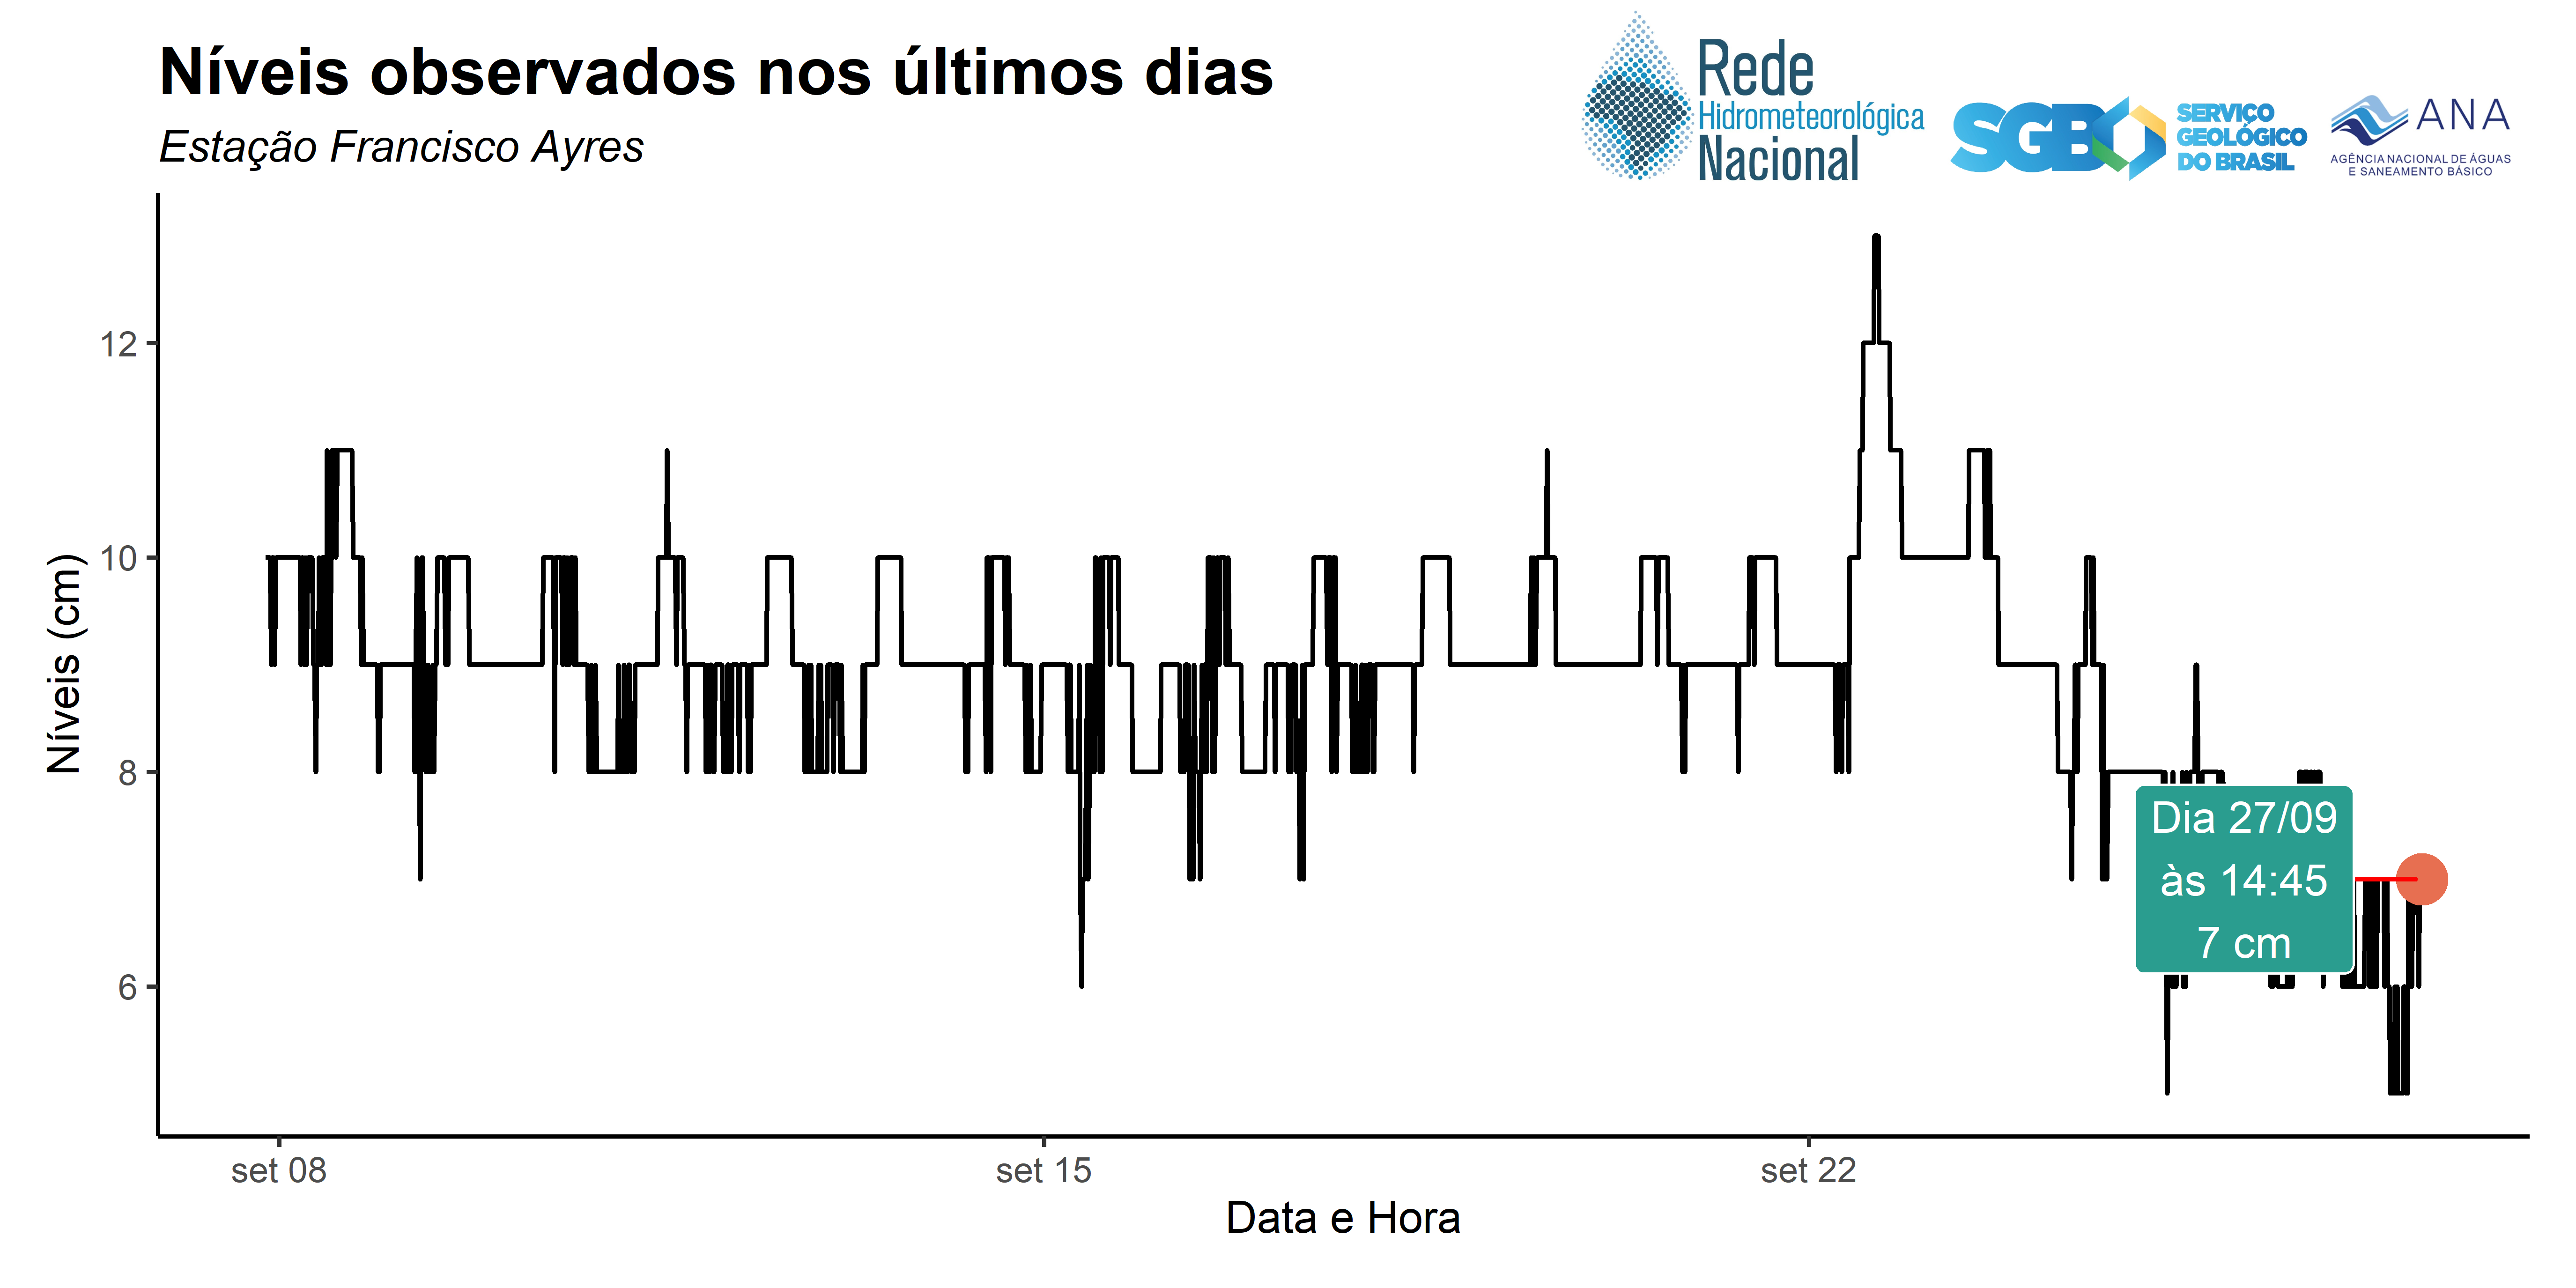 Níveis observados nos últimos dias
Estação Francisco Ayres
Rede
Hidrometeorológica
Nacional
SGB
SERVIÇO
GEOLÓGICO
DO BRASIL
ANA
AGÊNCIA NACIONAL DE ÁGUAS
E SANEAMENTO BÁSICO
Níveis (cm)
12
10
8
6
Dia 27/09
às 14:45
7 cm
set 08
set 15
set 22
Data e Hora